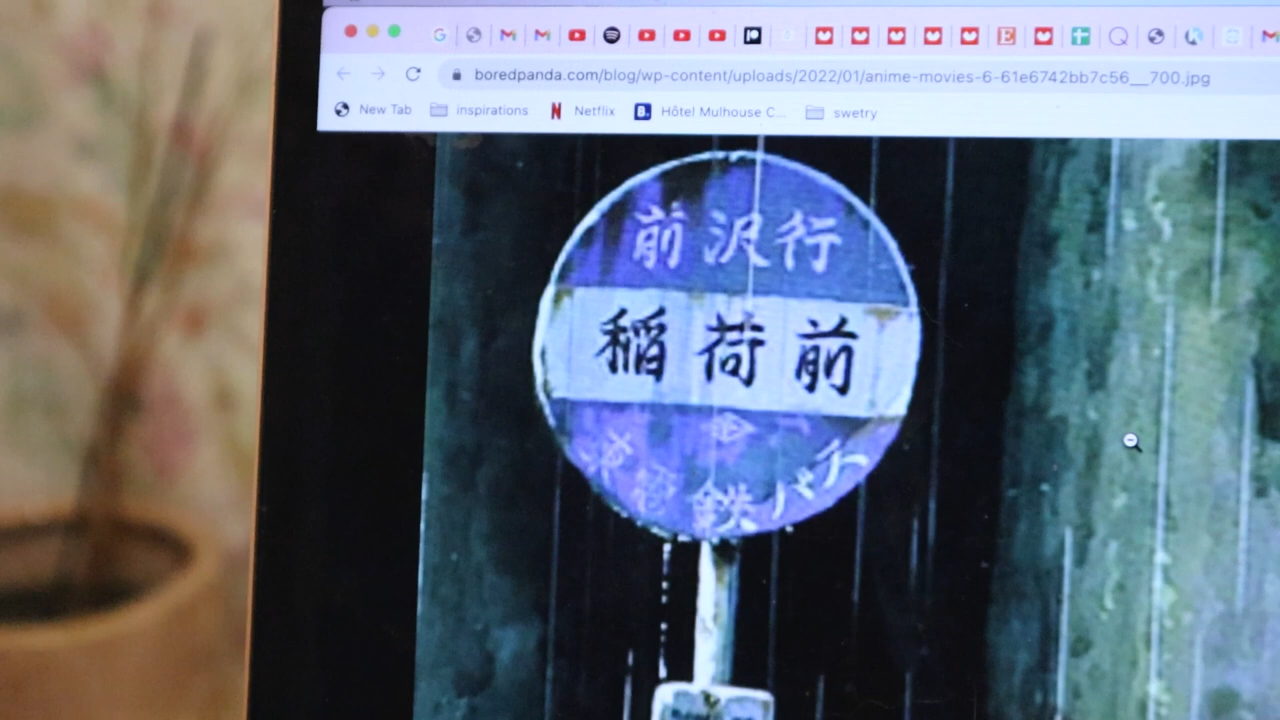 boredpanda.com/blog/wp-content/uploads/2022/01/anime-movies-6-61e6742bb7c56__700.jpg
New Tab inspirations Netflix B. Hôtel Mulhouse C... swetry
前沢行
稲荷前
鉄バチ